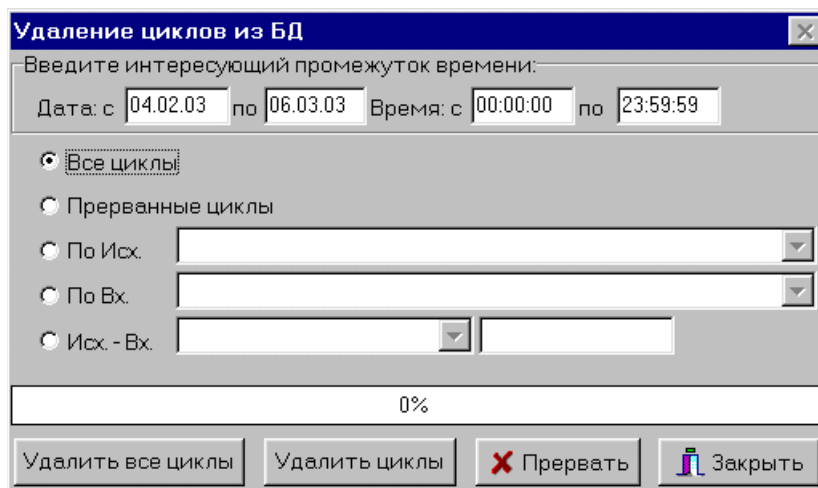 Удаление циклов из БД
Введите интересующий промежуток времени:
Дата: с 04.02.03 по 06.03.03 Время: с 00:00:00 по 23:59:59
Все циклы
Прерванные циклы
По Исх.
По Вх.
Исх. - Вх.
0%
Удалить все циклы Удалить циклы Прервать Закрыть